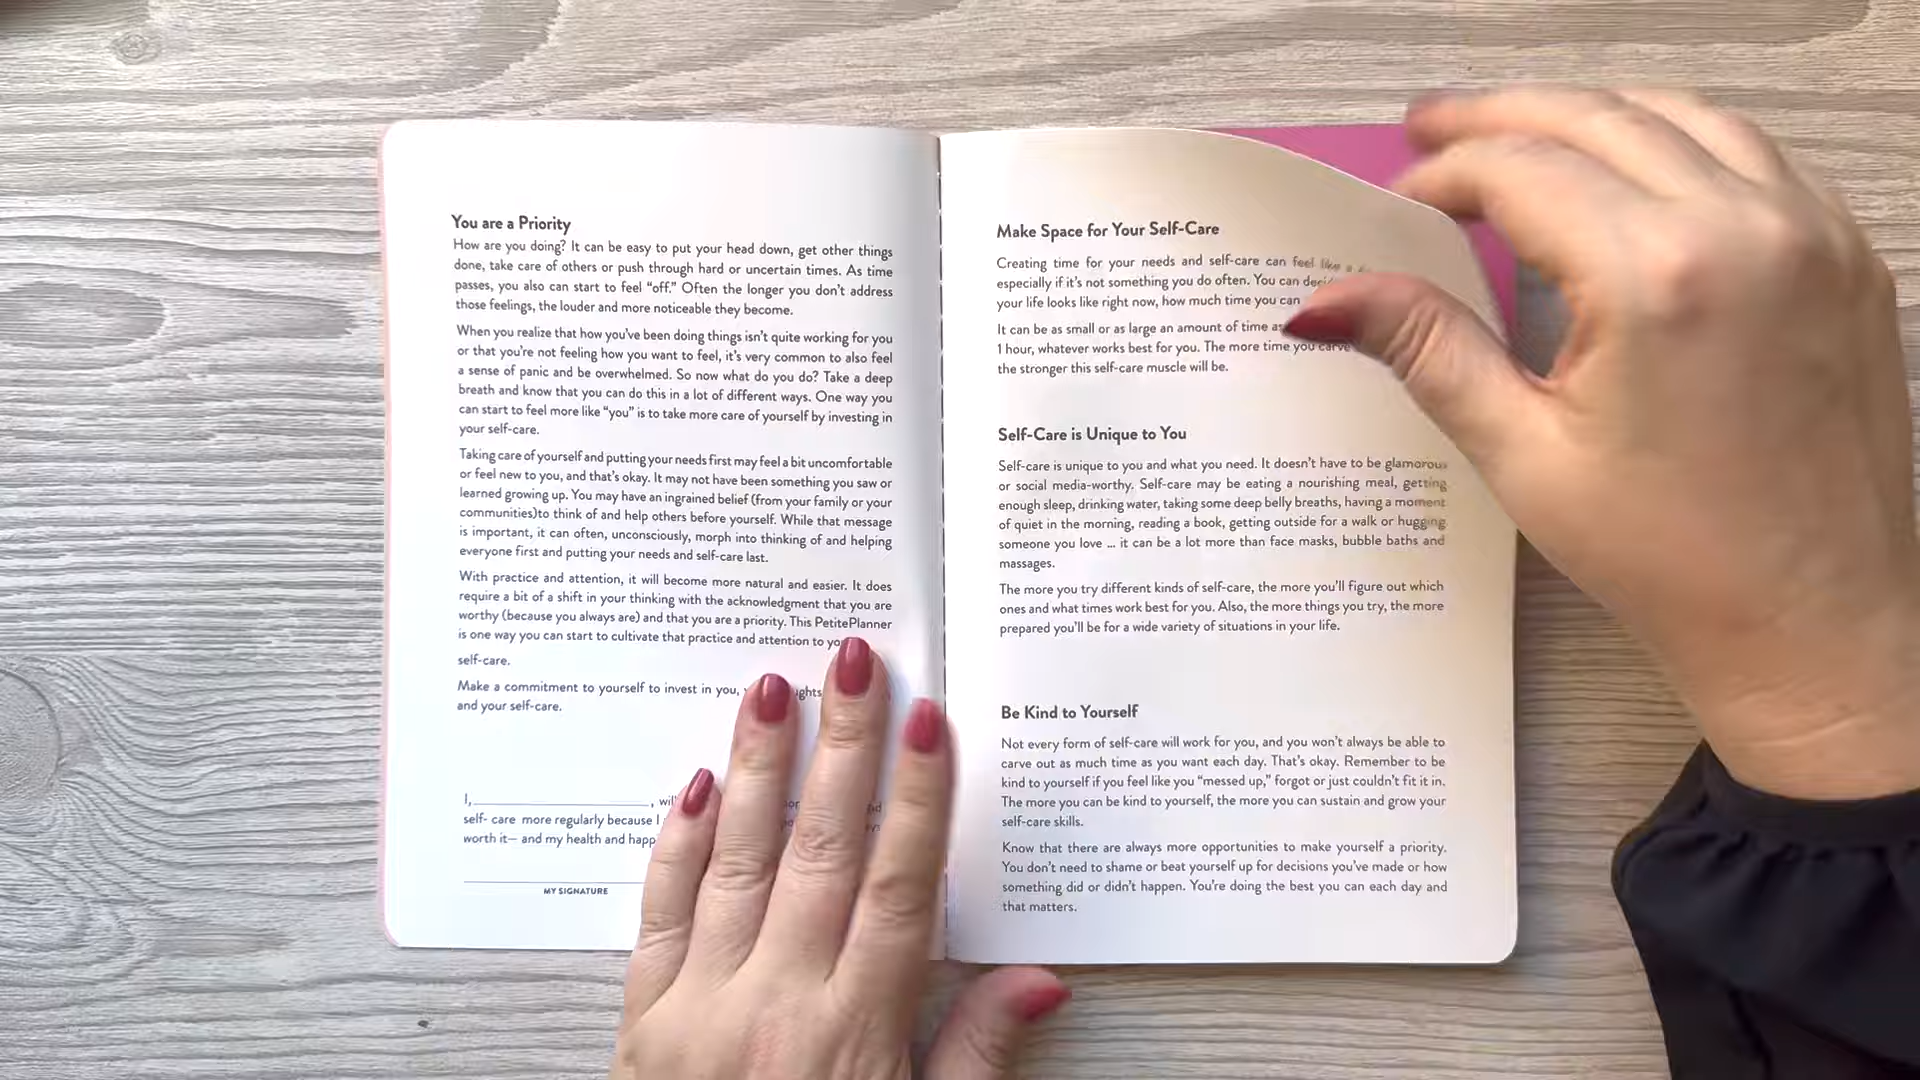 You are a Priority
How are you doing? It can be easy to put your head down, get other things
done, take care of others or push through hard or uncertain times. As time
passes, you also can start to feel “off.” Often the longer you don’t address
those feelings, the louder and more noticeable they become.
When you realize that how you’ve been doing things isn’t quite working for you
or that you’re not feeling how you want to feel, it’s very common to also feel
a sense of panic and be overwhelmed. So now what do you do? Take a deep
breath and know that you can do this in a lot of different ways. One way you
can start to feel more like “you” is to take more care of yourself by investing in
your self-care.
Taking care of yourself and putting your needs first may feel a bit uncomfortable
or feel new to you, and that’s okay. It may not have been something you saw or
learned growing up. You may have an ingrained belief (from your family or your
communities)to think of and help others before yourself. While that message
is important, it can often, unconsciously, morph into thinking of and helping
everyone first and putting your needs and self-care last.
With practice and attention, it will become more natural and easier. It does
require a bit of a shift in your thinking with the acknowledgment that you are
worthy (because you always are) and that you are a priority. This PetitePlanner
is one way you can start to cultivate that practice and attention to
self-care.
Make a commitment to yourself to invest in you,
and your self-care.
I, ______________________, 
self- care more regularly because I
worth it— and my health and
MY SIGNATURE
Make Space for Your Self-Care
Creating time for your needs and self-care can feel like a
especially if it’s not something you do often. You can
your life looks like right now, how much time you can
It can be as small or as large an amount of time
1 hour, whatever works best for you. The more time you carve
the stronger this self-care muscle will be.
Self-Care is Unique to You
Self-care is unique to you and what you need. It doesn’t have to be glamorous
or social media-worthy. Self-care may be eating a nourishing meal, getting
enough sleep, drinking water, taking some deep belly breaths, having a moment
of quiet in the morning, reading a book, getting outside for a walk or hugging
someone you love ... it can be a lot more than face masks, bubble baths and
massages.
The more you try different kinds of self-care, the more you’ll figure out which
ones and what times work best for you. Also, the more things you try, the more
prepared you’ll be for a wide variety of situations in your life.
Be Kind to Yourself
Not every form of self-care will work for you, and you won’t always be able to
carve out as much time as you want each day. That’s okay. Remember to be
kind to yourself if you feel like you “messed up,” forgot or just couldn’t fit it in.
The more you can be kind to yourself, the more you can sustain and grow your
self-care skills.
Know that there are always more opportunities to make yourself a priority.
You don’t need to shame or beat yourself up for decisions you’ve made or how
something did or didn’t happen. You’re doing the best you can each day and
that matters.